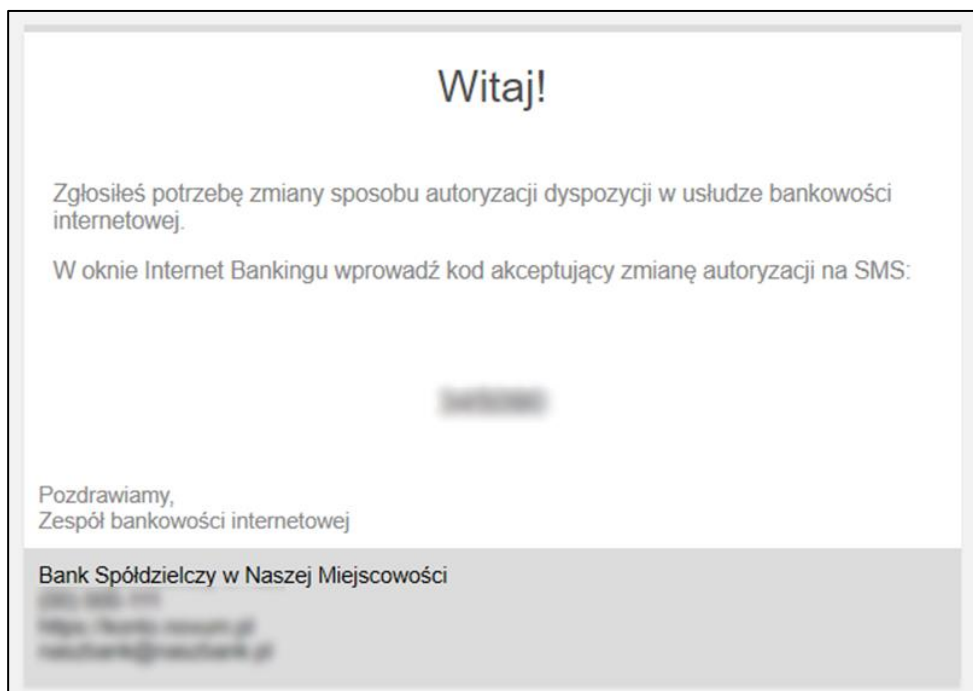 Witaj!
Zgłosiłeś potrzebę zmiany sposobu autoryzacji dyspozycji w usłudze bankowości
internetowej.
W oknie Internet Bankingu wprowadź kod akceptujący zmianę autoryzacji na SMS:
Pozdrawiamy,
Zespół bankowości internetowej
Bank Spółdzielczy w Naszej Miejscowości